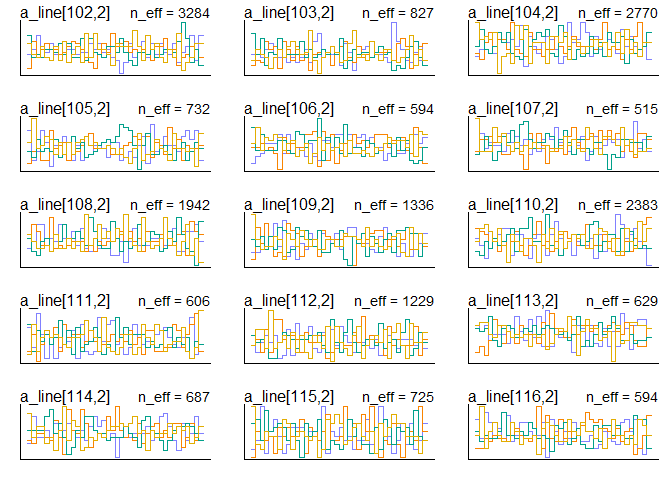 a_line[102,2] n_eff = 3284 a_line[103,2] n_eff = 827 a_line[104,2] n_eff = 2770
a_line[105,2] n_eff = 732 a_line[106,2] n_eff = 594 a_line[107,2] n_eff = 515
a_line[108,2] n_eff = 1942 a_line[109,2] n_eff = 1336 a_line[110,2] n_eff = 2383
a_line[111,2] n_eff = 606 a_line[112,2] n_eff = 1229 a_line[113,2] n_eff = 629
a_line[114,2] n_eff = 687 a_line[115,2] n_eff = 725 a_line[116,2] n_eff = 594